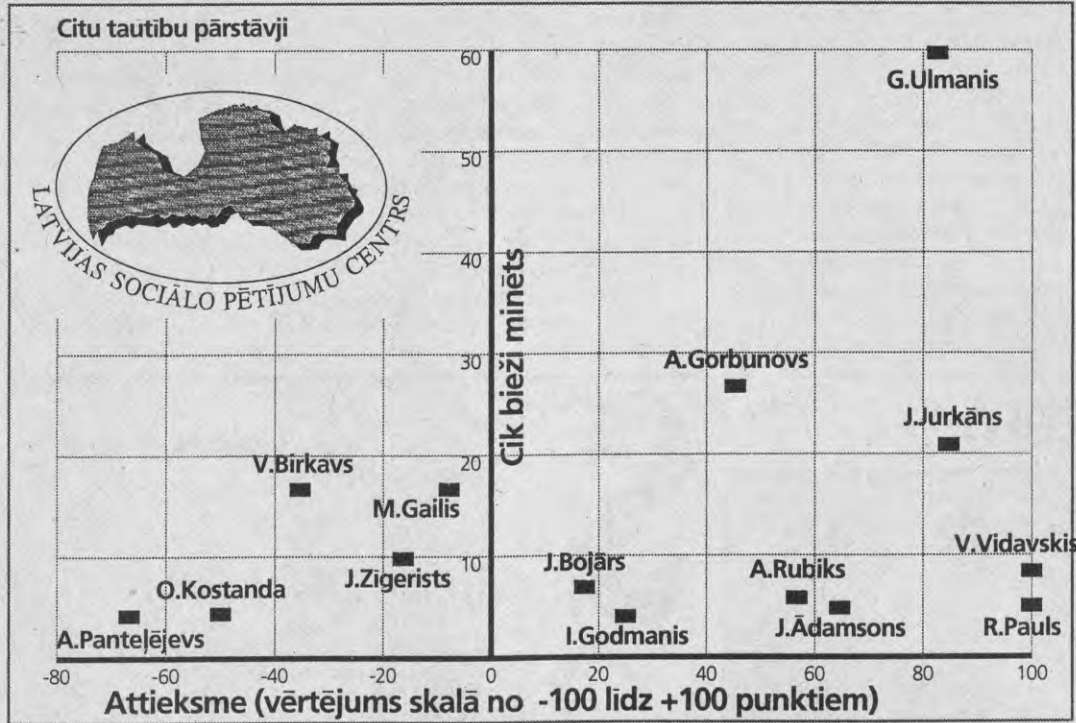 Citu tautību pārstāvji
LATVIJAS SOCIĀLO PĒTĪJUMU CENTRS
Cik bieži minēts
60
50
40
30
20
10
G.Ulmanis
A.Gorbunovs
J.Jurkāns
V.Birkavs
M.Gailis
V.Vidavskis
J.Zigerists
J.Bojārs
A.Rubiks
O.Kostanda
A.Panteļējevs
I.Godmanis
J.Ādamsons
R.Pauls
-80 -60 -40 -20 0 20 40 60 80 100
Attieksme (vērtējums skalā no -100 līdz +100 punktiem)